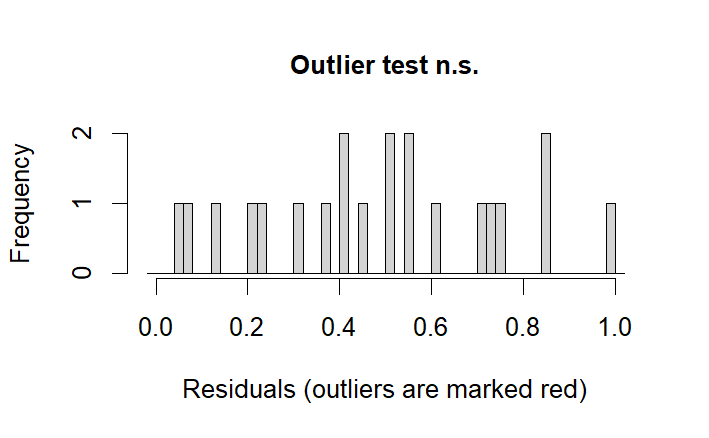 Outlier test n.s.
Frequency
2
1
0
0.0 0.2 0.4 0.6 0.8 1.0
Residuals (outliers are marked red)